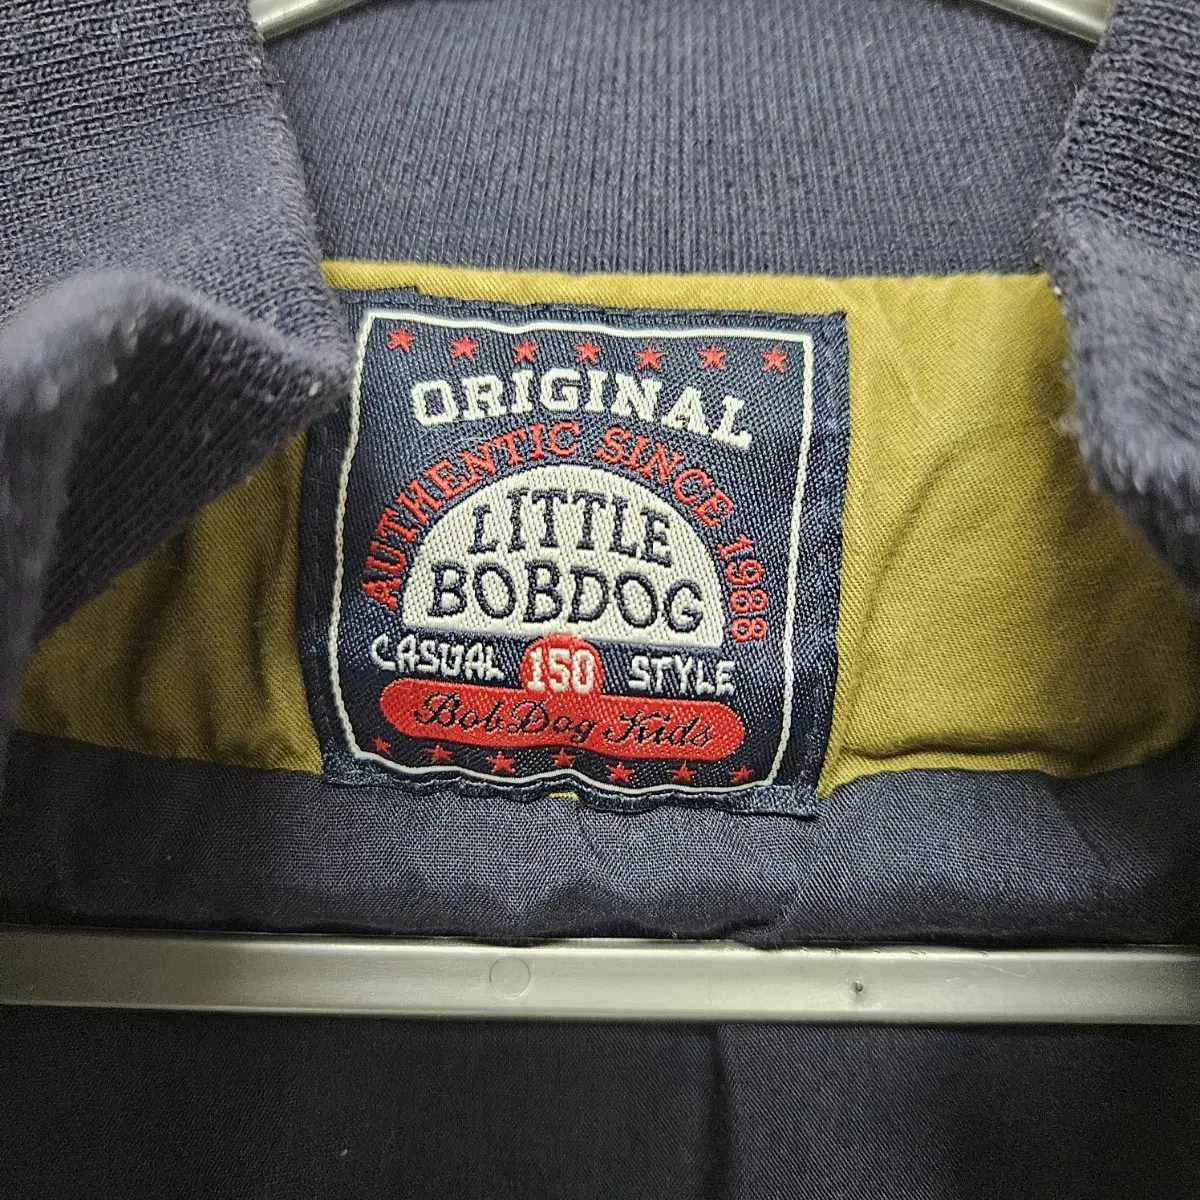 ORIGINAL
AUTHENTIC SINCE 1988
LITTLE
BOBDOG
CASUAL 150 STYLE
BobDog Kids